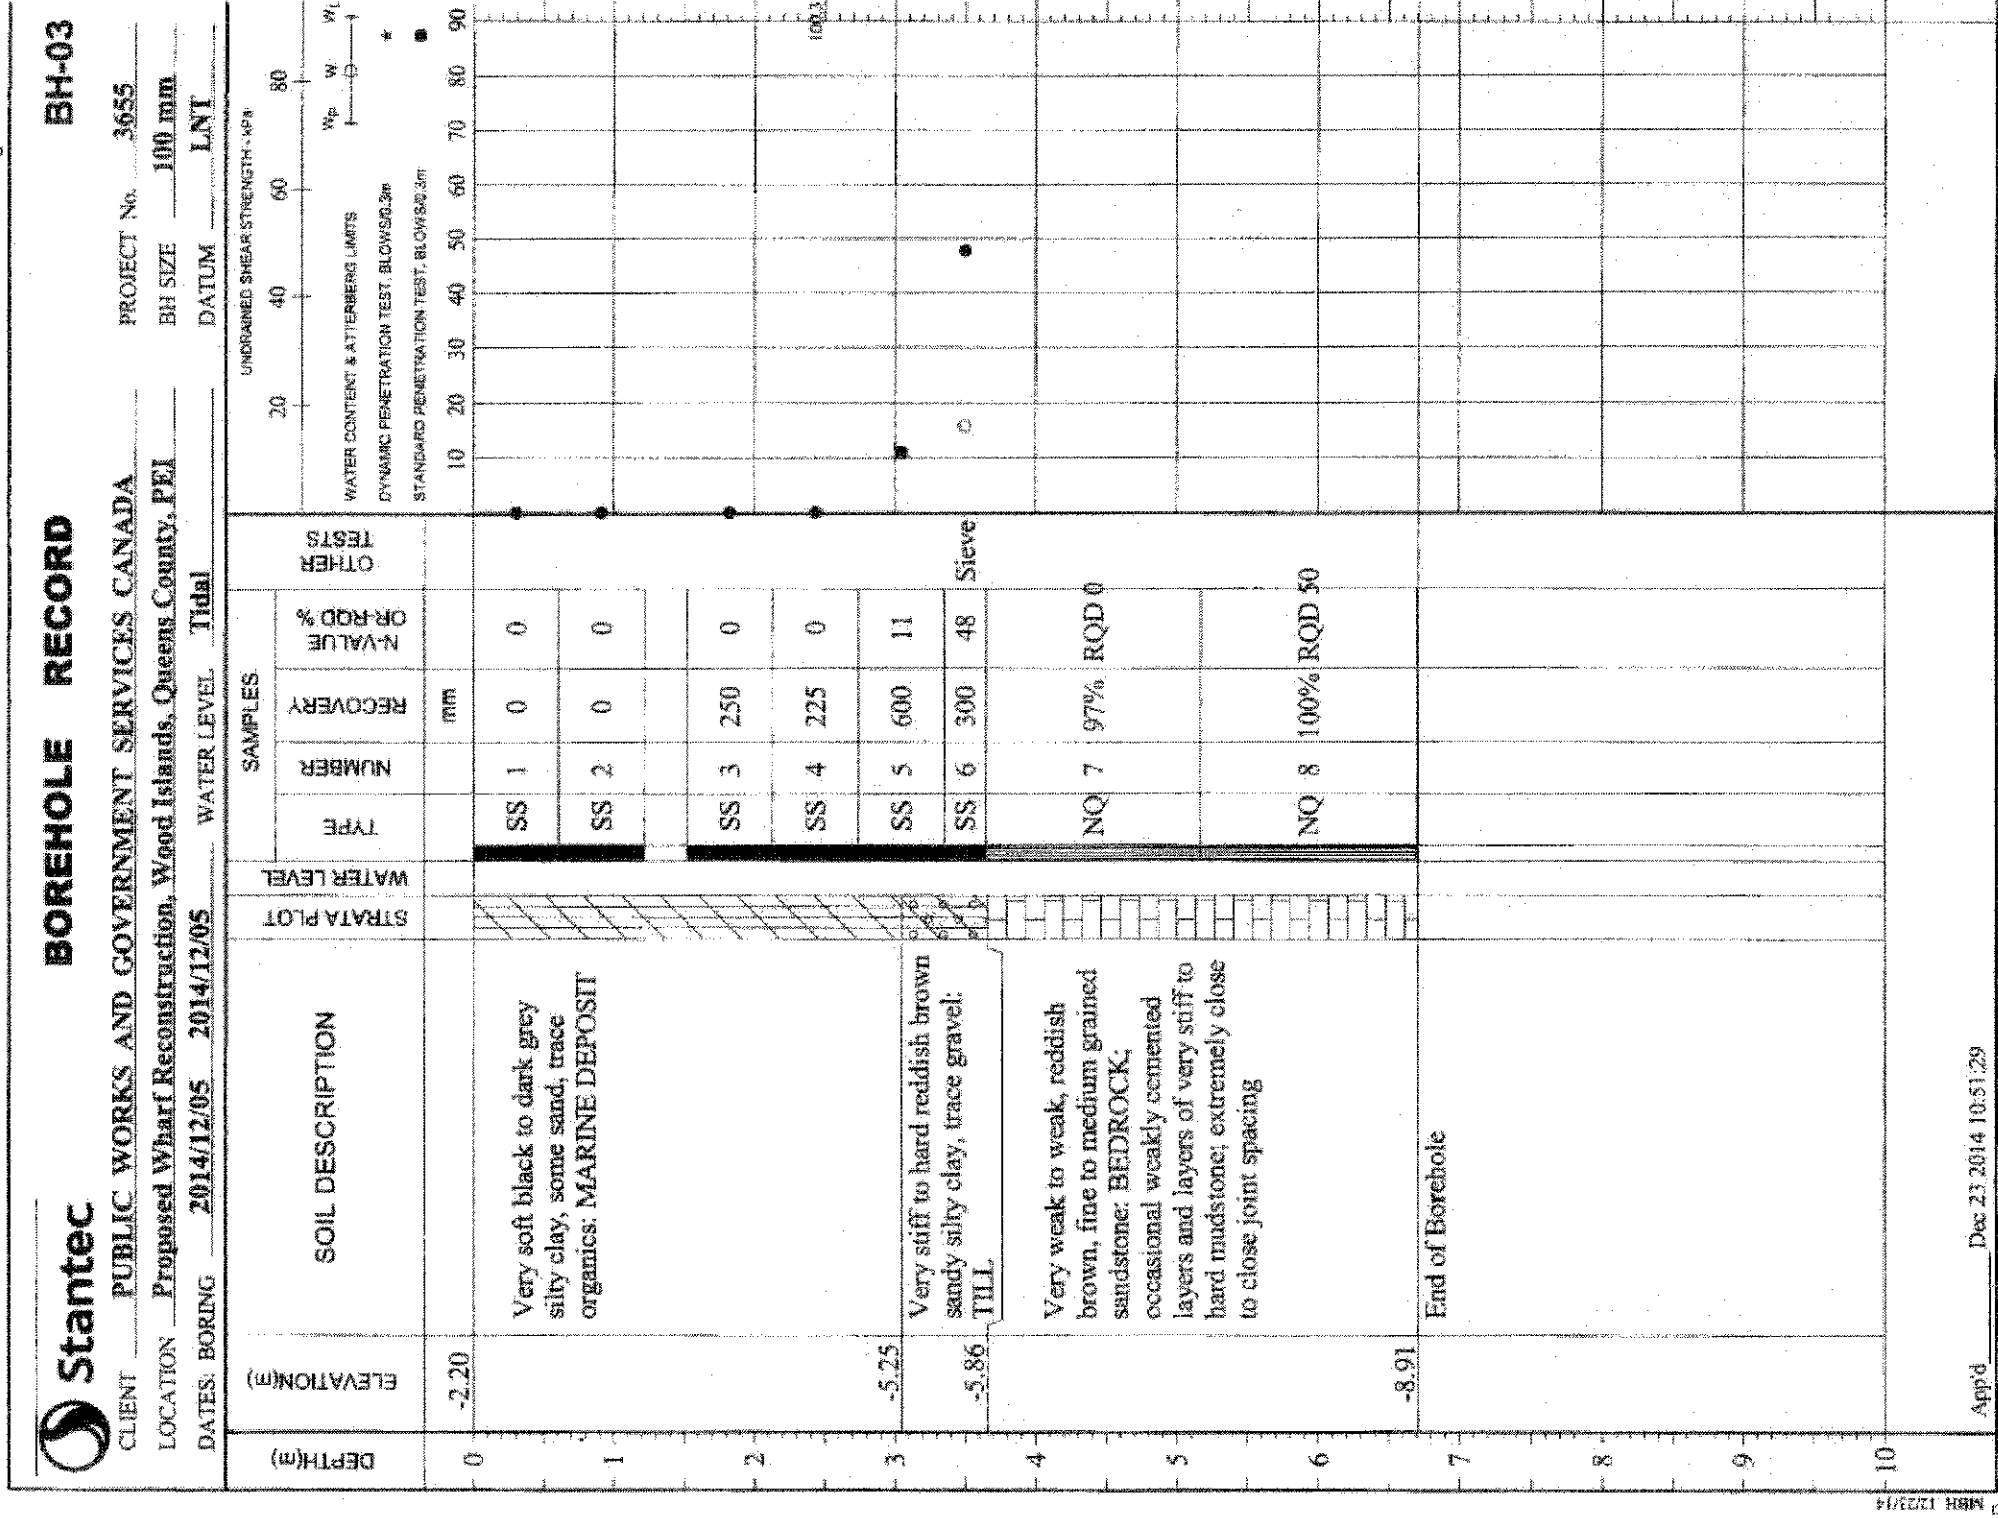 Stantec
BOREHOLE RECORD
BH-03
CLIENT PUBLIC WORKS AND GOVERNMENT SERVICES CANADA
PROJECT No. 3655
LOCATION Proposed Wharf Reconstruction, Wood Islands, Queens County, PEI
BH SIZE 100 mm
DATES: BORING 2014/12/05 2014/12/05
WATER LEVEL Tidal
DATUM LNT
DEPTH(m)
ELEVATION(m)
SOIL DESCRIPTION
STRATA PLOT
WATER LEVEL
SAMPLES
TYPE
NUMBER
RECOVERY
N-VALUE
OR-RQD %
OTHER
TESTS
UNDRAINED SHEAR STRENGTH - kPa
20 40 60 80
WATER CONTENT & ATTERBERG LIMITS
Wp W WL
DYNAMIC PENETRATION TEST, BLOWS/0.3m ★
STANDARD PENETRATION TEST, BLOWS/0.3m ●
mm
10 20 30 40 50 60 70 80 90
0 -2.20
Very soft black to dark grey
silty clay, some sand, trace
organics: MARINE DEPOSIT
SS 1 0 0
SS 2 0 0
1
SS 3 250 0
2
SS 4 225 0
100.3
3 -5.25
SS 5 600 11
Very stiff to hard reddish brown
sandy silty clay, trace gravel:
TILL
SS 6 300 48 Sieve
-5.86
4
Very weak to weak, reddish
brown, fine to medium grained
sandstone: BEDROCK;
occasional weakly cemented
layers and layers of very stiff to
hard mudstone; extremely close
to close joint spacing
NQ 7 97% RQD 0
5
NQ 8 100% RQD 50
6
-8.91
End of Borehole
7
8
9
10
App'd
Dec 23 2014 10:51:29
MBH 12/23/14